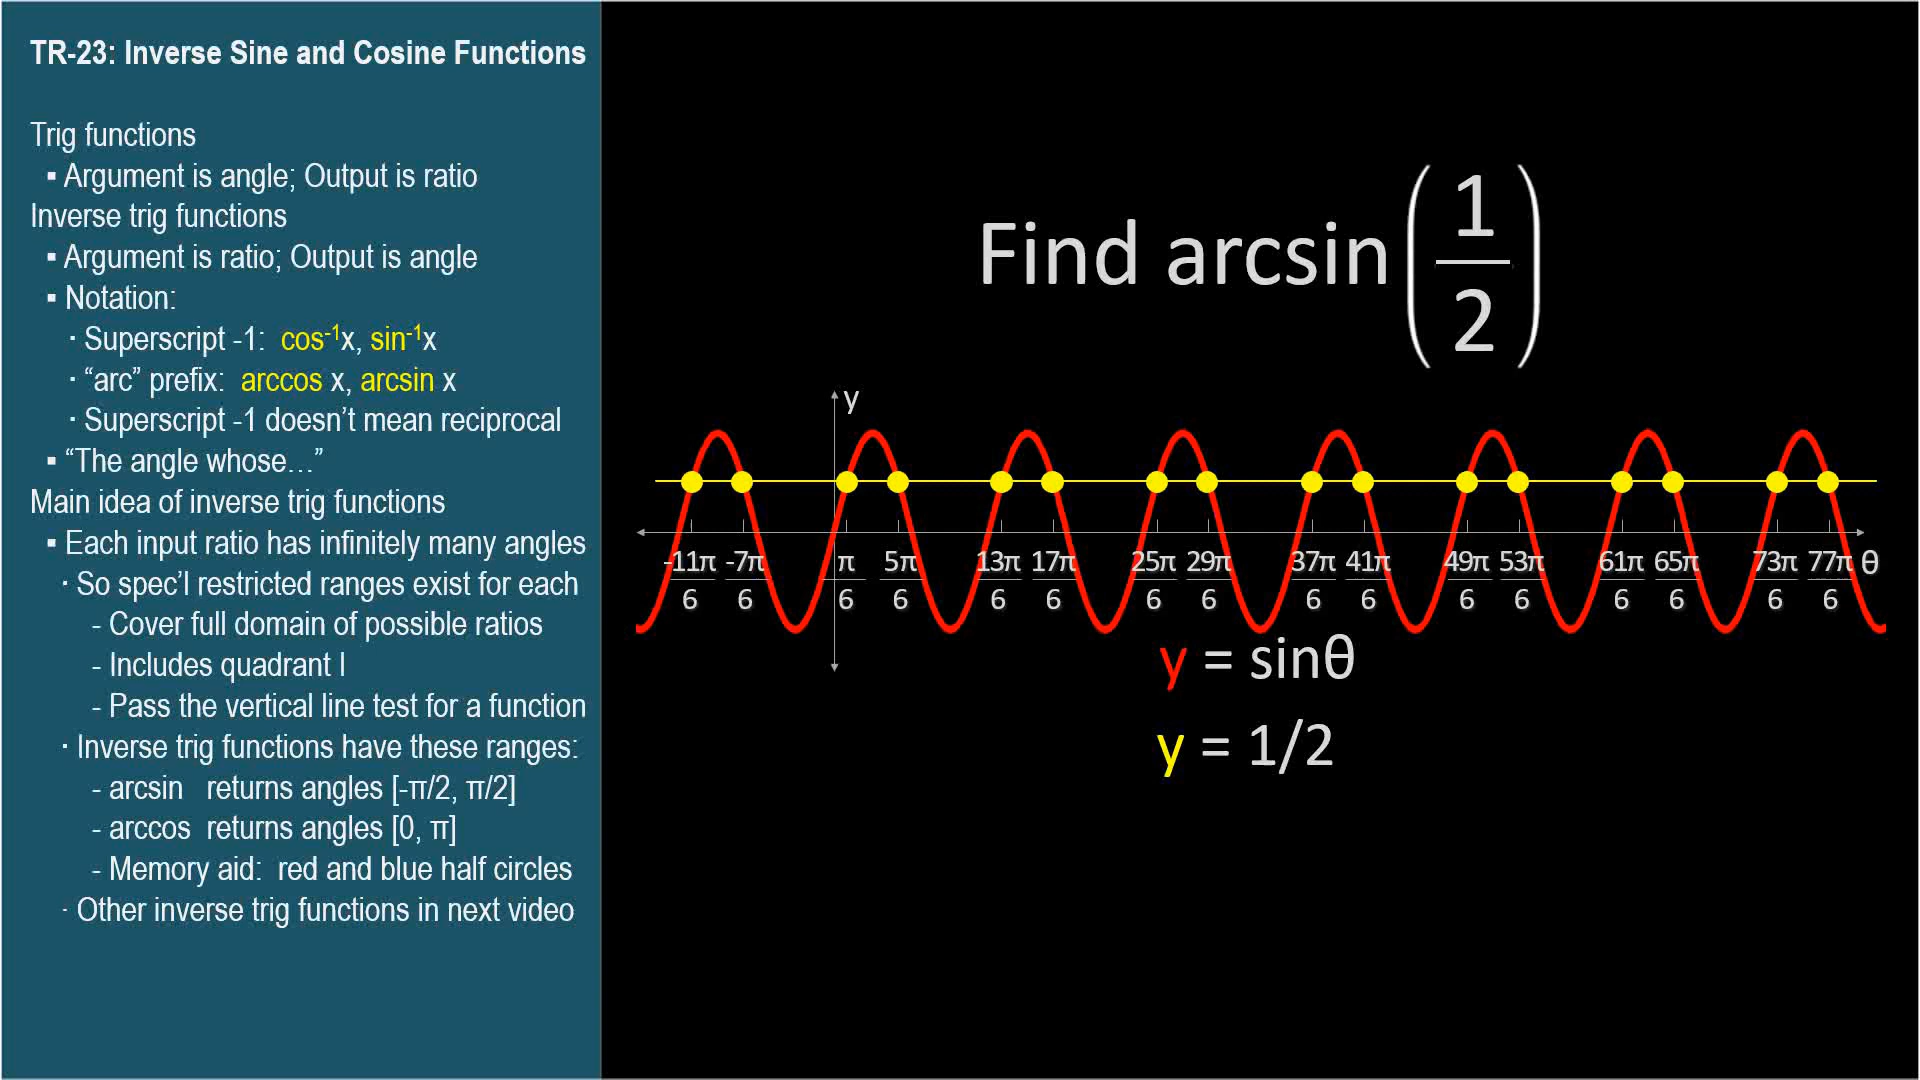 TR-23: Inverse Sine and Cosine Functions
Trig functions
▪ Argument is angle; Output is ratio
Inverse trig functions
▪ Argument is ratio; Output is angle
▪ Notation:
· Superscript -1: cos⁻¹x, sin⁻¹x
· “arc” prefix: arccos x, arcsin x
· Superscript -1 doesn’t mean reciprocal
▪ “The angle whose…”
Main idea of inverse trig functions
▪ Each input ratio has infinitely many angles
· So spec’l restricted ranges exist for each
- Cover full domain of possible ratios
- Includes quadrant I
- Pass the vertical line test for a function
· Inverse trig functions have these ranges:
- arcsin returns angles [-π/2, π/2]
- arccos returns angles [0, π]
- Memory aid: red and blue half circles
· Other inverse trig functions in next video
Find arcsin(1/2)
y
-11π/6 -7π/6 π/6 5π/6 13π/6 17π/6 25π/6 29π/6 37π/6 41π/6 49π/6 53π/6 61π/6 65π/6 73π/6 77π/6 θ
y = sinθ
y = 1/2